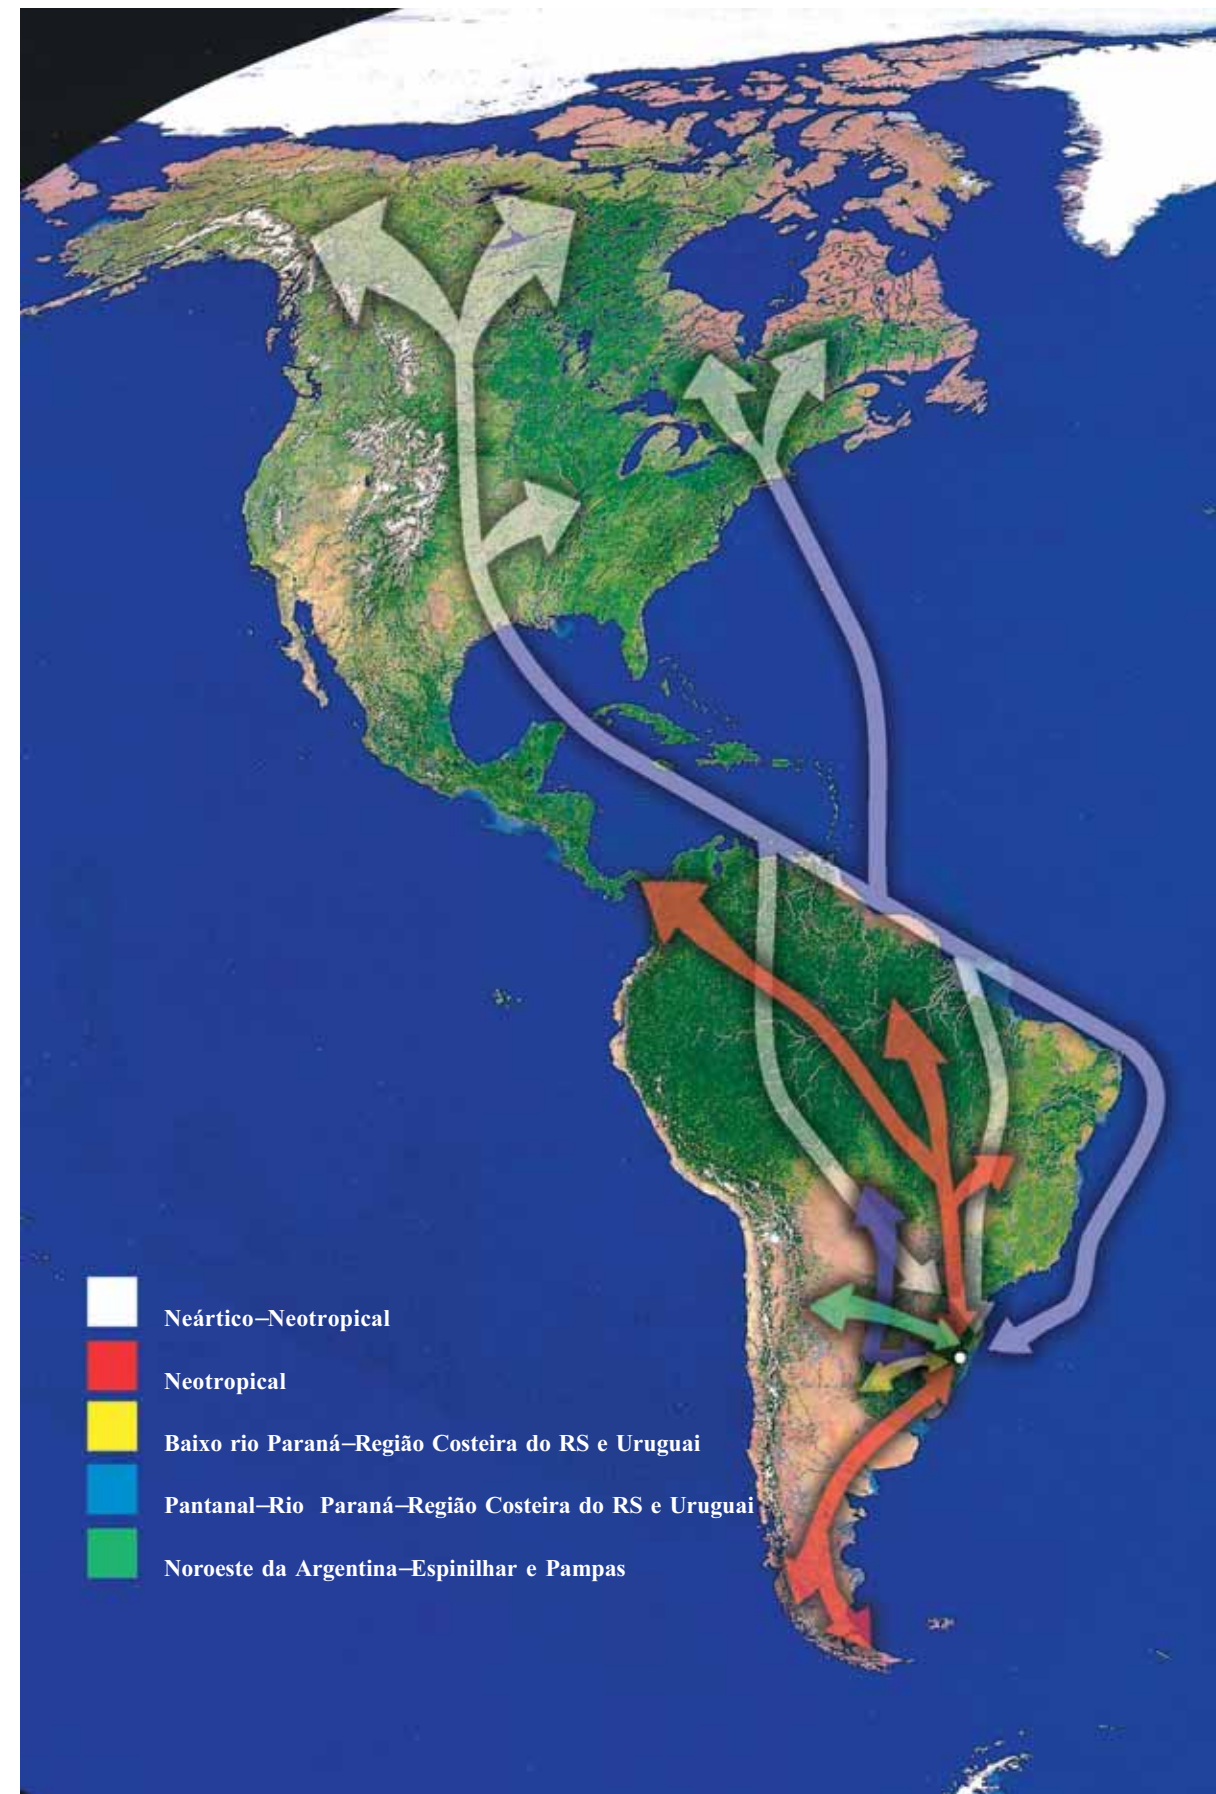 Neártico–Neotropical
Neotropical
Baixo rio Paraná–Região Costeira do RS e Uruguai
Pantanal–Rio Paraná–Região Costeira do RS e Uruguai
Noroeste da Argentina–Espinilhar e Pampas